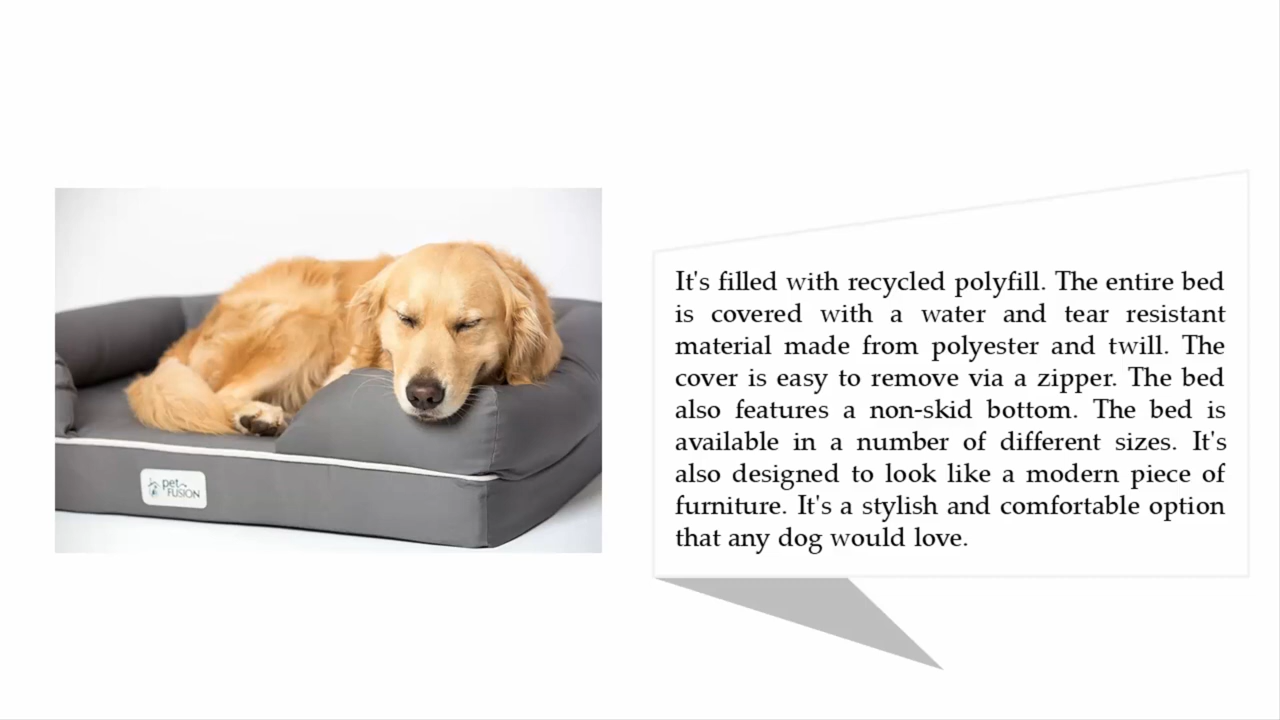 pet
FUSION
It's filled with recycled polyfill. The entire bed
is covered with a water and tear resistant
material made from polyester and twill. The
cover is easy to remove via a zipper. The bed
also features a non-skid bottom. The bed is
available in a number of different sizes. It's
also designed to look like a modern piece of
furniture. It's a stylish and comfortable option
that any dog would love.